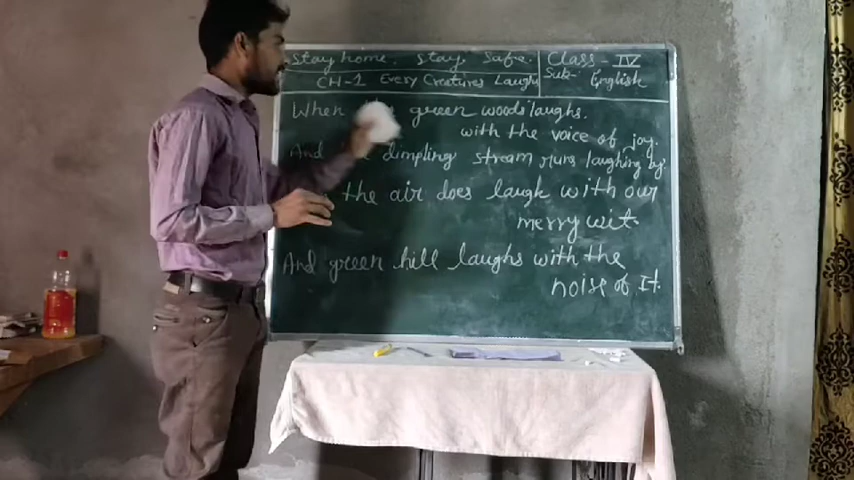 Stay home. Stay Safe. Class - IV
CH-1 Every Creatures Laugh Sub:- English
When green woods laughs.
with the voice of joy.
And dimpling stream runs laughing by
the air does laugh with our
merry wit
And green hill laughs with the
noise of it